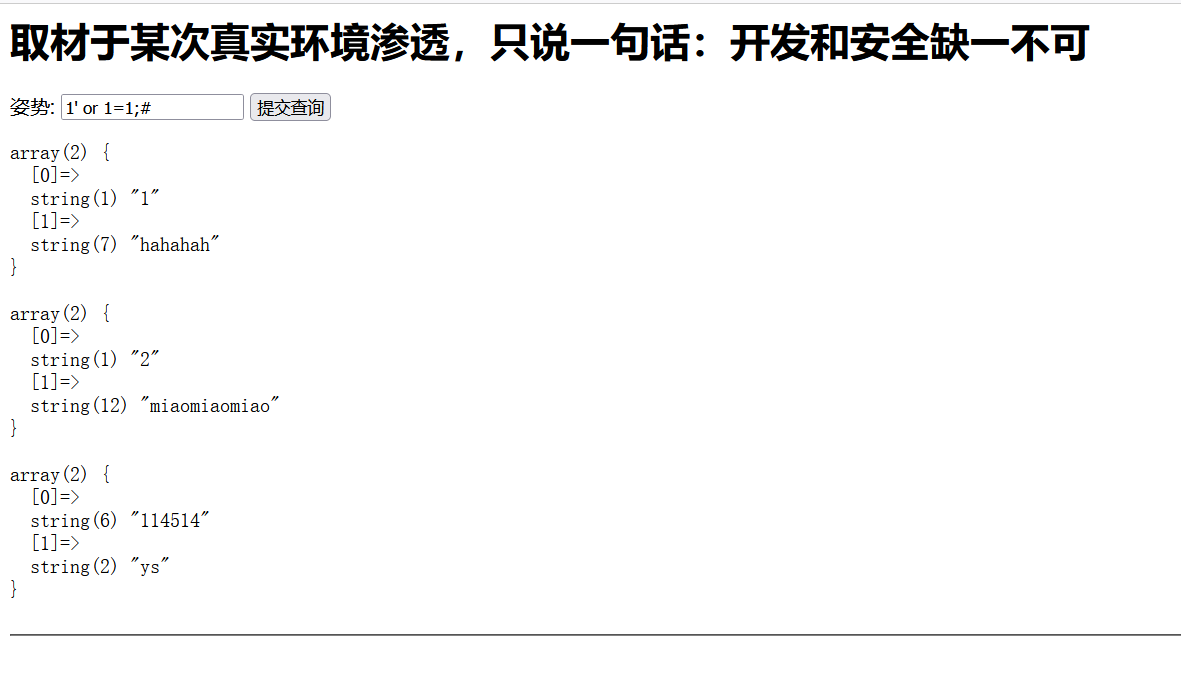 取材于某次真实环境渗透，只说一句话：开发和安全缺一不可
姿势: 1' or 1=1;# 提交查询
array(2) {
  [0]=>
  string(1) "1"
  [1]=>
  string(7) "hahahah"
}
array(2) {
  [0]=>
  string(1) "2"
  [1]=>
  string(12) "miaomiaomiao"
}
array(2) {
  [0]=>
  string(6) "114514"
  [1]=>
  string(2) "ys"
}